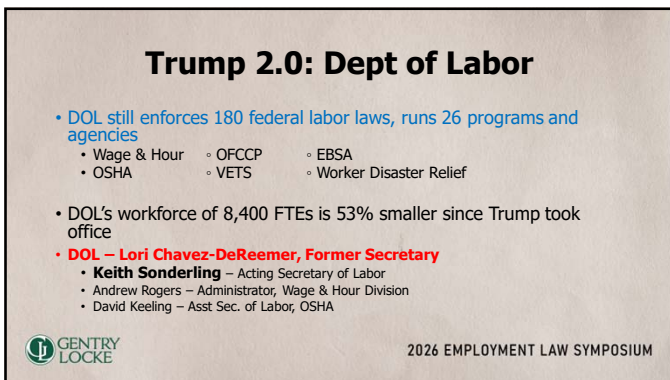 Trump 2.0: Dept of Labor
• DOL still enforces 180 federal labor laws, runs 26 programs and
agencies
• Wage & Hour ◦ OFCCP ◦ EBSA
• OSHA ◦ VETS ◦ Worker Disaster Relief
• DOL’s workforce of 8,400 FTEs is 53% smaller since Trump took
office
• DOL – Lori Chavez-DeReemer, Former Secretary
• Keith Sonderling – Acting Secretary of Labor
• Andrew Rogers – Administrator, Wage & Hour Division
• David Keeling – Asst Sec. of Labor, OSHA
GENTRY
LOCKE
2026 EMPLOYMENT LAW SYMPOSIUM